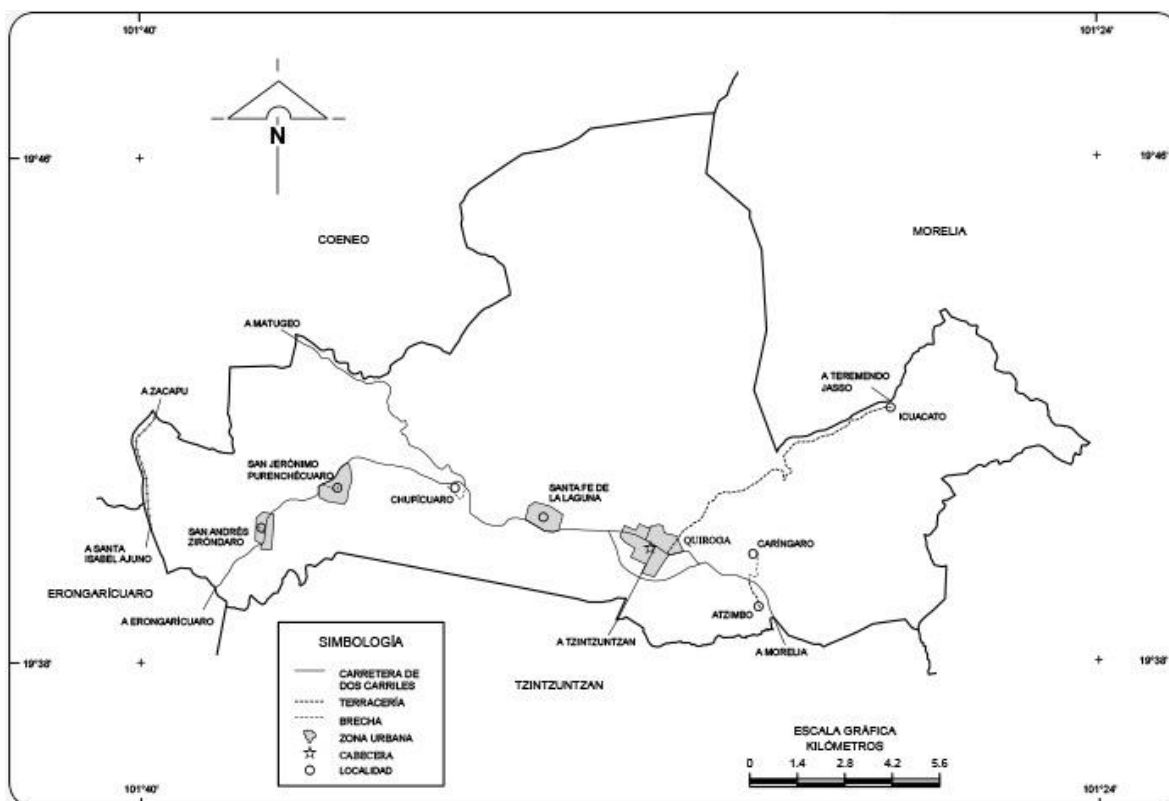 101°40'
101°24'
N
19°46'
19°46'
COENEO
MORELIA
A MATUGEO
A TEREMENDO
JASSO
A ZACAPU
ICUACATO
SAN JERÓNIMO
PURENCHÉCUARO
CHUPÍCUARO
SANTA FE DE
LA LAGUNA
SAN ANDRÉS
ZIRÓNDARO
QUIROGA
CARÍNGARO
A SANTA
ISABEL AJUNO
ERONGARÍCUARO
A ERONGARÍCUARO
ATZIMBO
A TZINTZUNTZAN
A MORELIA
19°38'
19°38'
TZINTZUNTZAN
SIMBOLOGÍA
CARRETERA DE
DOS CARRILES
TERRACERÍA
BRECHA
ZONA URBANA
CABECERA
LOCALIDAD
ESCALA GRÁFICA
KILÓMETROS
0 1.4 2.8 4.2 5.6
101°40'
101°24'